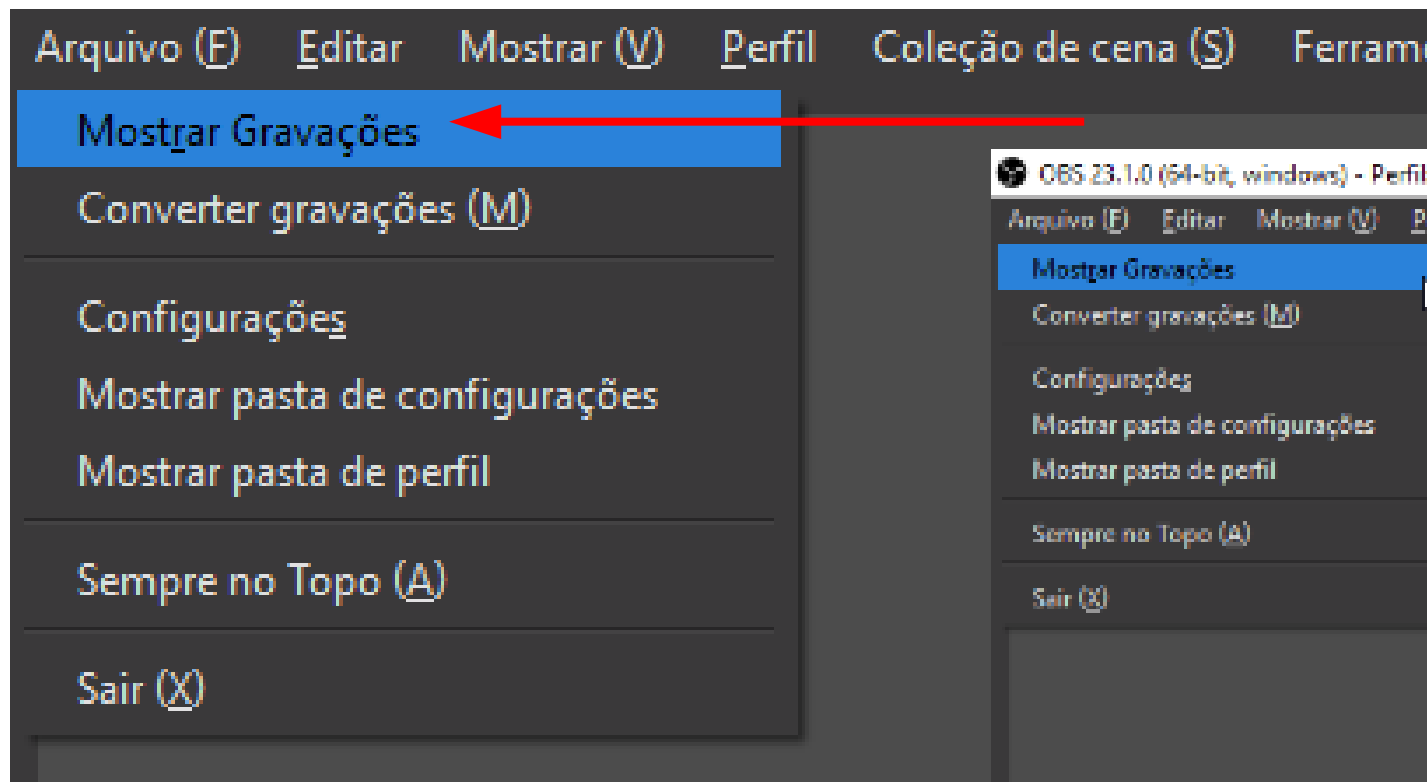 Arquivo (F) Editar Mostrar (V) Perfil Coleção de cena (S) Ferrame
Mostrar Gravações
Converter gravações (M)
Configurações
Mostrar pasta de configurações
Mostrar pasta de perfil
Sempre no Topo (A)
Sair (X)
OBS 23.1.0 (64-bit, windows) - Perfil
Arquivo (F) Editar Mostrar (V) P
Mostrar Gravações
Converter gravações (M)
Configurações
Mostrar pasta de configurações
Mostrar pasta de perfil
Sempre no Topo (A)
Sair (X)